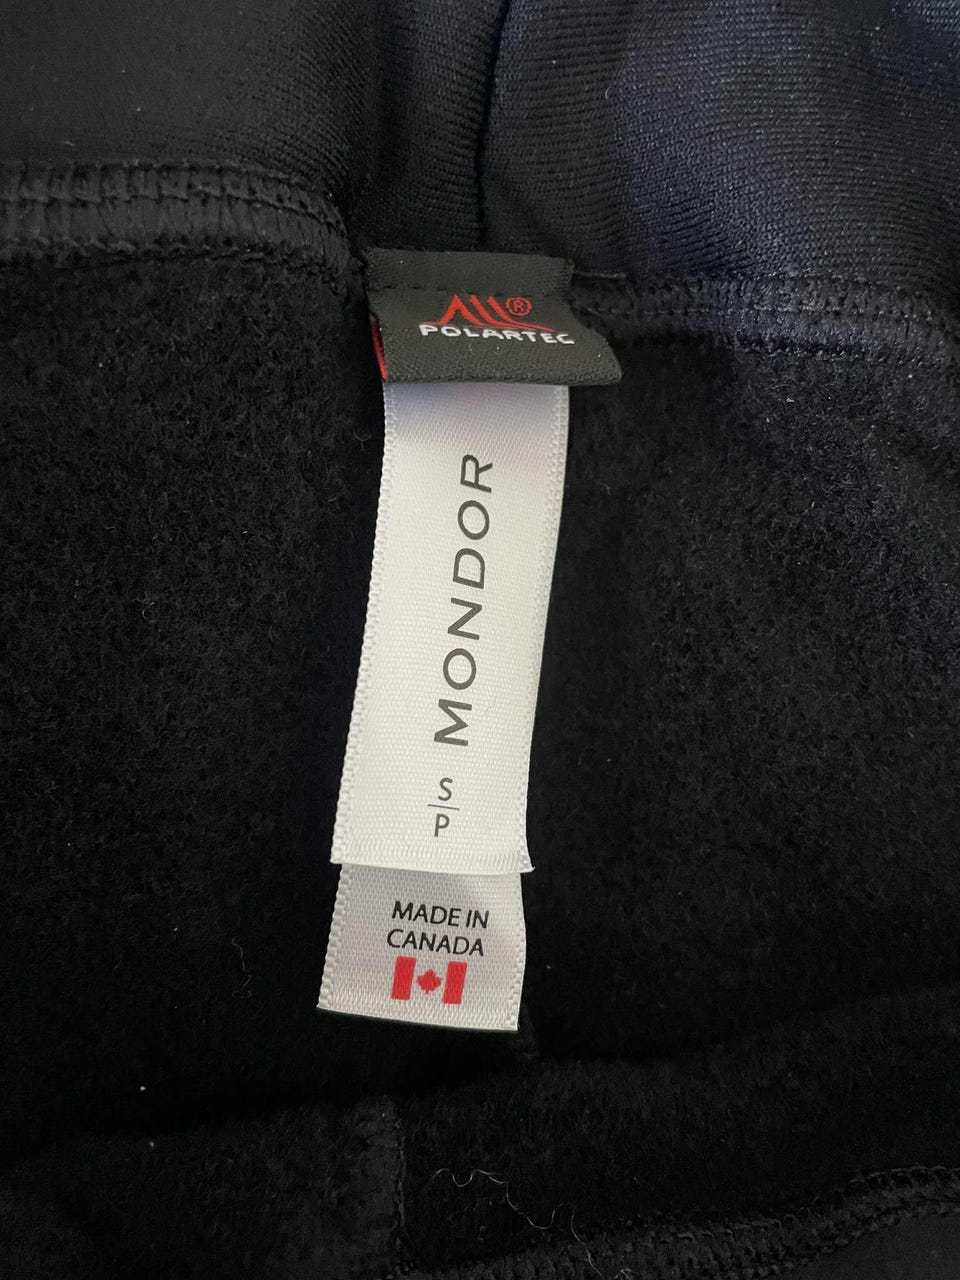 ®
POLARTEC
MONDOR
S
P
MADE IN
CANADA